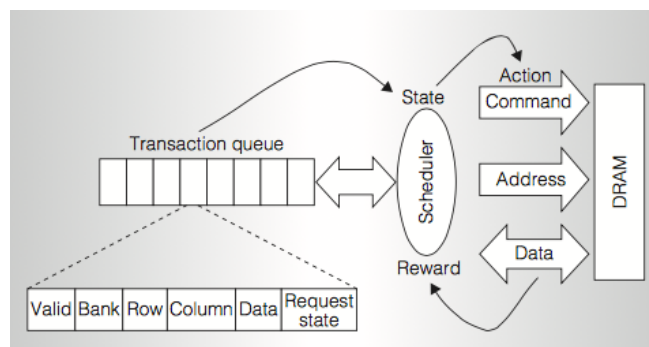 Action
State
Command
Transaction queue
Scheduler
Address
DRAM
Data
Reward
Valid Bank Row Column Data Request
state